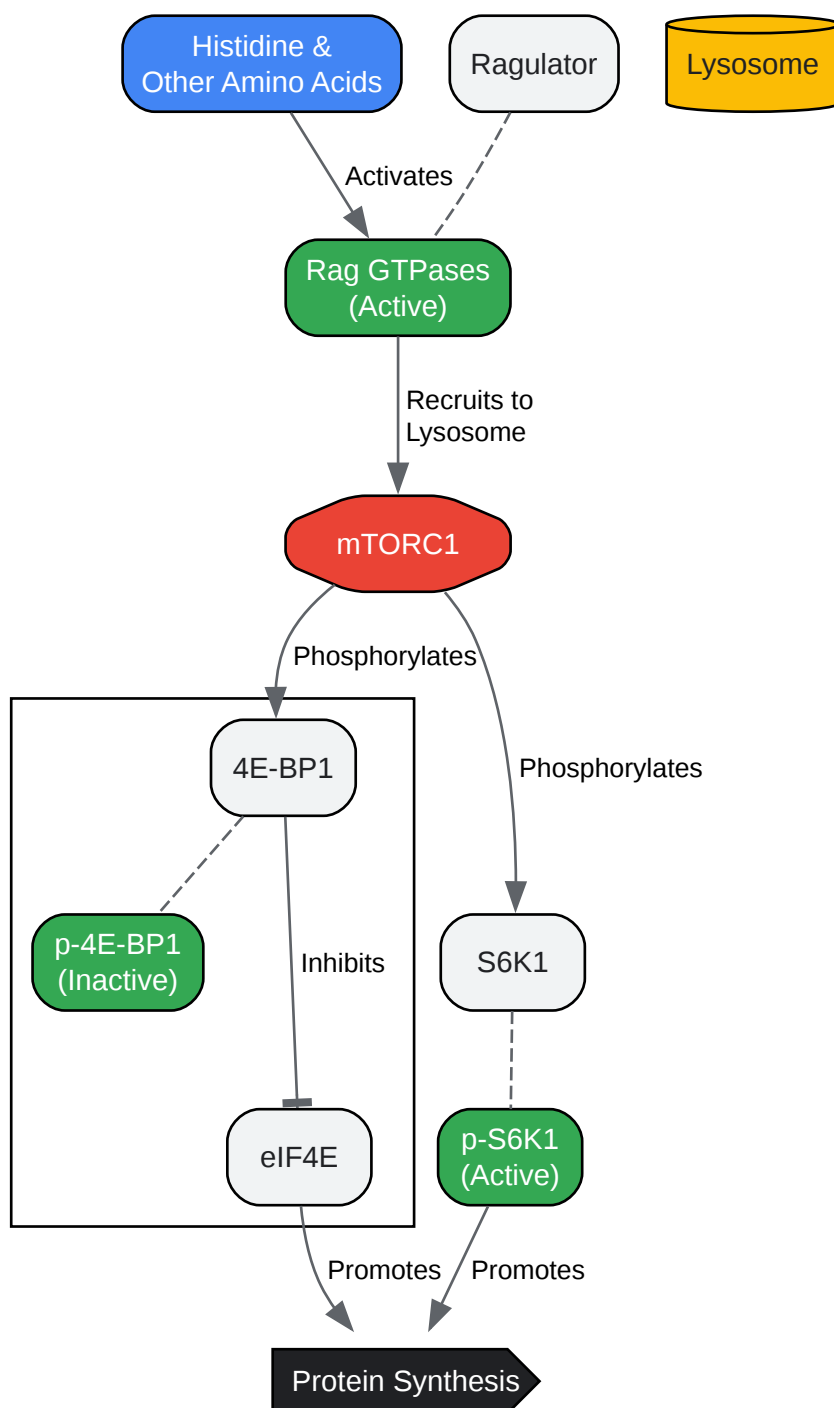 Histidine &
Other Amino Acids
Ragulator
Lysosome
Activates
Rag GTPases
(Active)
Recruits to
Lysosome
mTORC1
Phosphorylates
4E-BP1
Phosphorylates
p-4E-BP1
(Inactive)
Inhibits
S6K1
eIF4E
p-S6K1
(Active)
Promotes
Promotes
Protein Synthesis